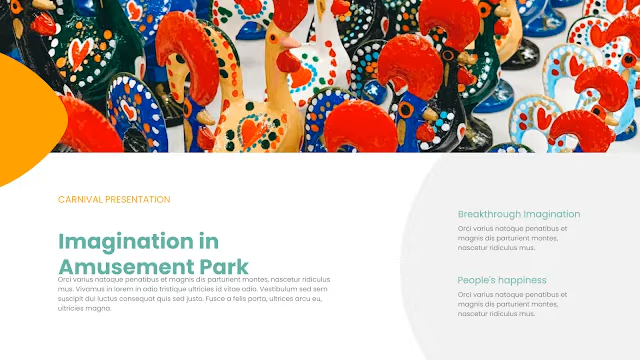 CARNIVAL PRESENTATION
Imagination in
Amusement Park
Orci varius natoque penatibus et magnis dis parturient montes, nascetur ridiculus
mus. Vivamus in lorem in odio tristique ultricies id vitae odio. Vestibulum sed sem
suscipit dui luctus consequat quis sed justo. Fusce a felis porta, ultrices arcu eu,
ultricies magna.
Breakthrough Imagination
Orci varius natoque penatibus et
magnis dis parturient montes,
nascetur ridiculus mus.
People's happiness
Orci varius natoque penatibus et
magnis dis parturient montes,
nascetur ridiculus mus.